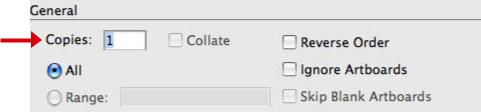 General
Copies: 1 Collate Reverse Order
All Ignore Artboards
Range: Skip Blank Artboards